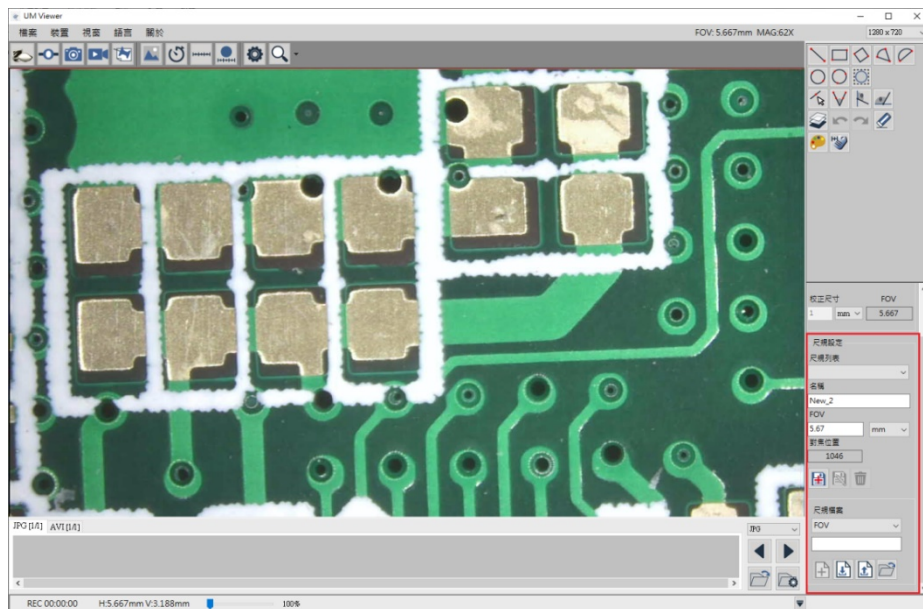 UM Viewer
檔案 裝置 視窗 語言 關於
FOV: 5.667mm MAG:62X
1280 x 720
校正尺寸 FOV
1 mm 5.667
尺規設定
尺規列表
名稱
New_2
FOV
5.67 mm
對焦位置
1046
尺規檔案
FOV
JPG [1/1] AVI [1/1]
JPG
REC 00:00:00 H:5.667mm V:3.188mm 100%